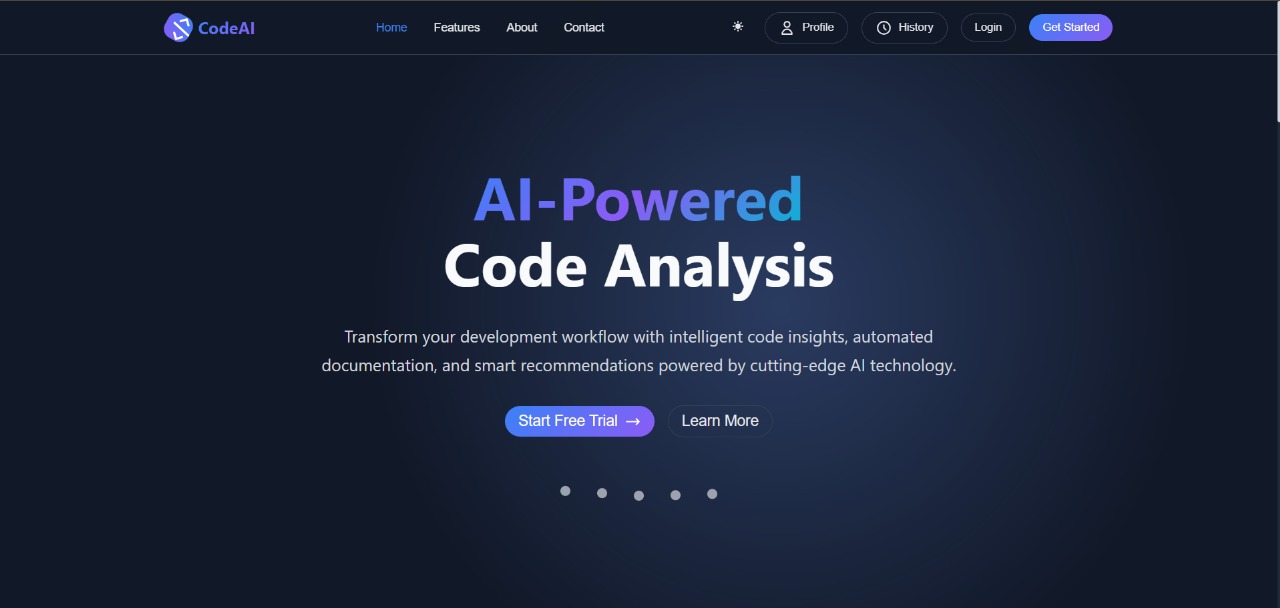 CodeAI
Home Features About Contact Profile History Login Get Started
AI-Powered
Code Analysis
Transform your development workflow with intelligent code insights, automated
documentation, and smart recommendations powered by cutting-edge AI technology.
Start Free Trial → Learn More